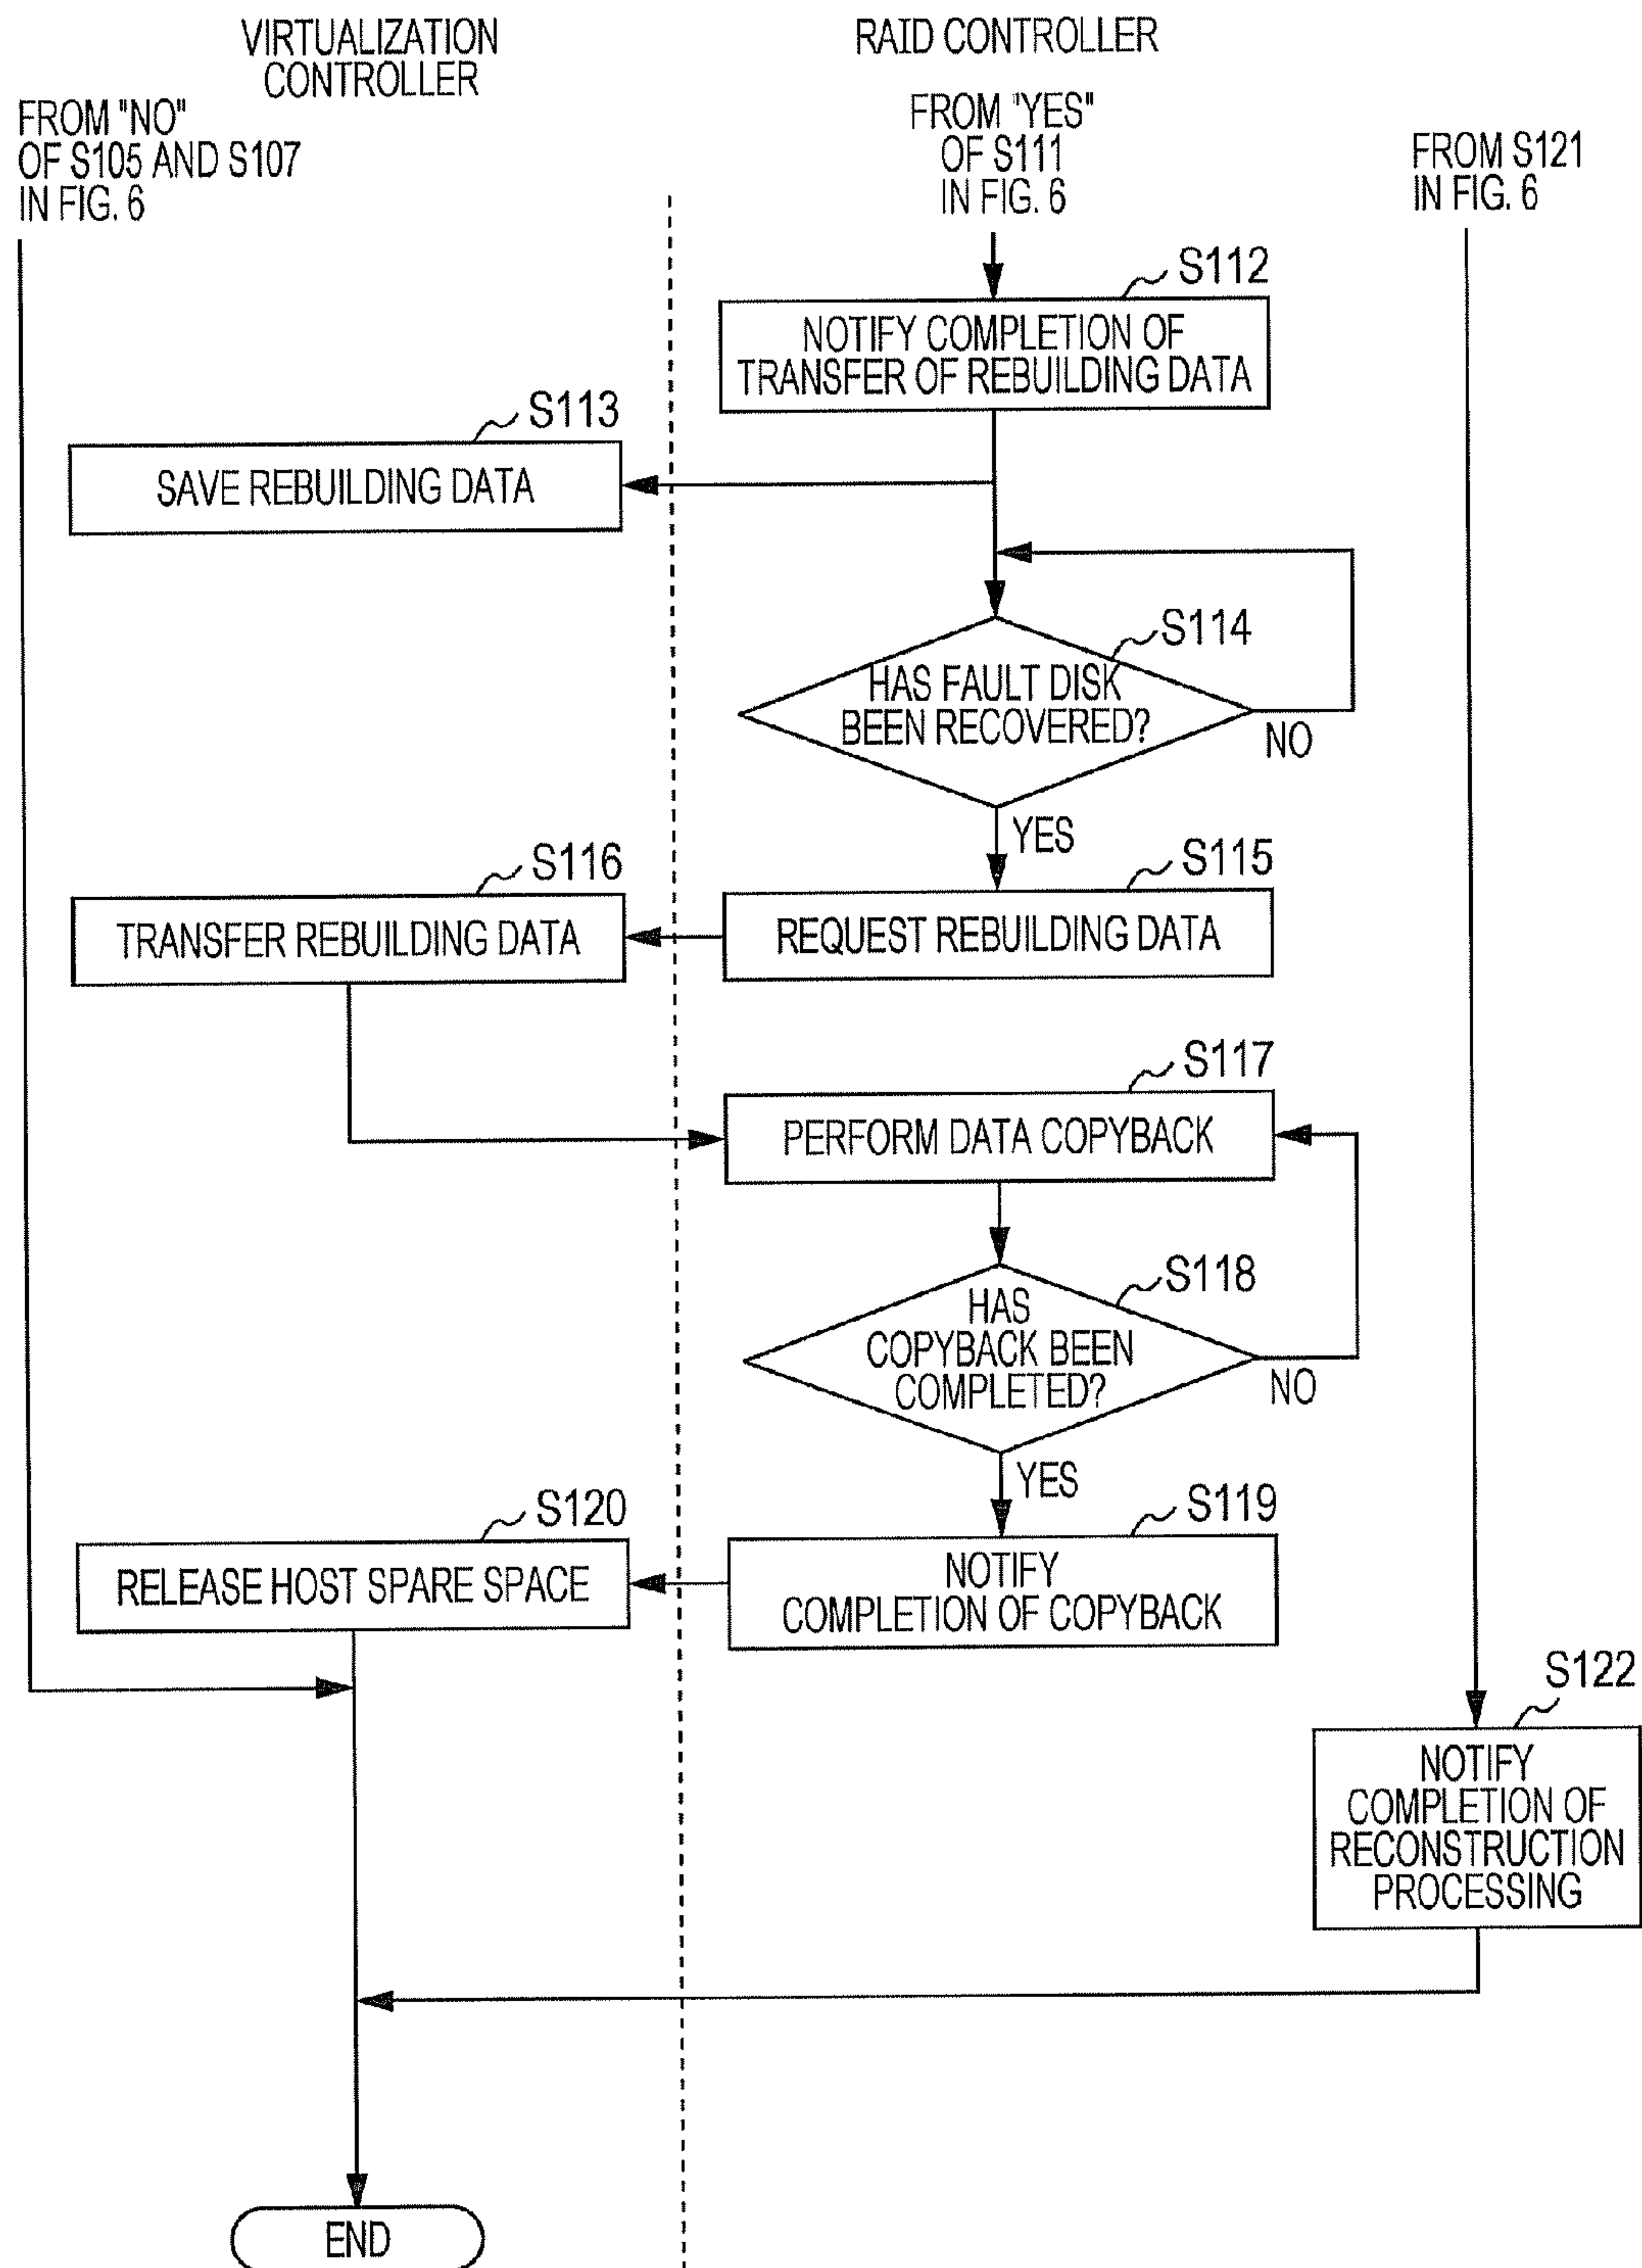 VIRTUALIZATION
CONTROLLER
RAID CONTROLLER
FROM "NO"
OF S105 AND S107
IN FIG. 6
FROM "YES"
OF S111
IN FIG. 6
FROM S121
IN FIG. 6
S112
NOTIFY COMPLETION OF
TRANSFER OF REBUILDING DATA
S113
SAVE REBUILDING DATA
S114
HAS FAULT DISK
BEEN RECOVERED?
NO
YES
S116
TRANSFER REBUILDING DATA
S115
REQUEST REBUILDING DATA
S117
PERFORM DATA COPYBACK
S118
HAS
COPYBACK BEEN
COMPLETED?
NO
YES
S120
RELEASE HOST SPARE SPACE
S119
NOTIFY
COMPLETION OF COPYBACK
S122
NOTIFY
COMPLETION OF
RECONSTRUCTION
PROCESSING
END